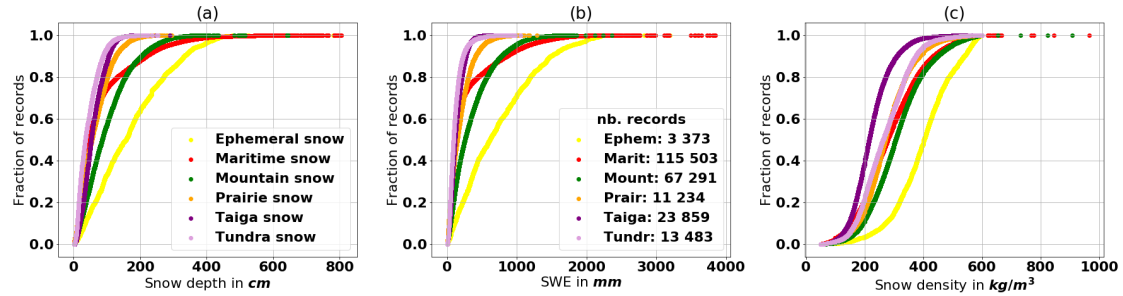 (a)
Fraction of records
1.0
0.8
0.6
0.4
0.2
0.0
Ephemeral snow
Maritime snow
Mountain snow
Prairie snow
Taiga snow
Tundra snow
0 200 400 600 800
Snow depth in cm
(b)
Fraction of records
1.0
0.8
0.6
0.4
0.2
0.0
nb. records
Ephem: 3 373
Marit: 115 503
Mount: 67 291
Prair: 11 234
Taiga: 23 859
Tundr: 13 483
0 1000 2000 3000 4000
SWE in mm
(c)
Fraction of records
1.0
0.8
0.6
0.4
0.2
0.0
0 200 400 600 800 1000
Snow density in kg/m³